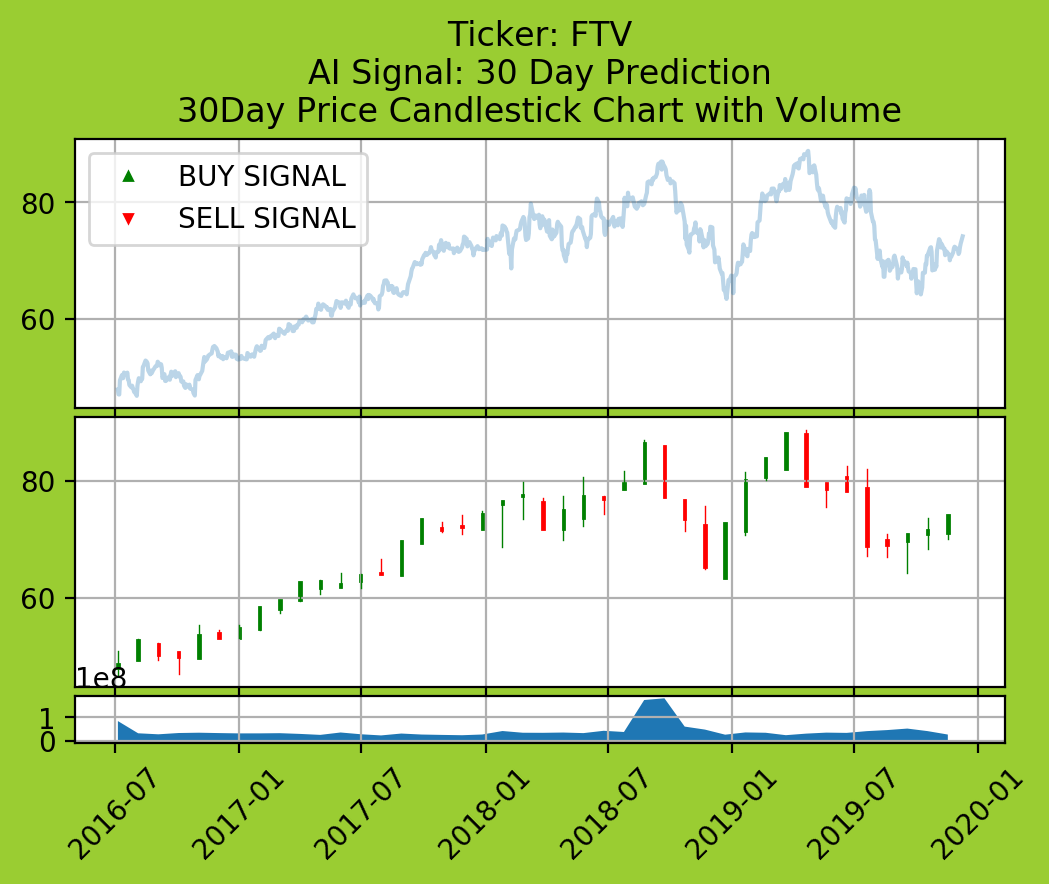 Ticker: FTV
AI Signal: 30 Day Prediction
30Day Price Candlestick Chart with Volume
BUY SIGNAL
SELL SIGNAL
80
60
80
60
1e8
1
0
2016-07
2017-01
2017-07
2018-01
2018-07
2019-01
2019-07
2020-01